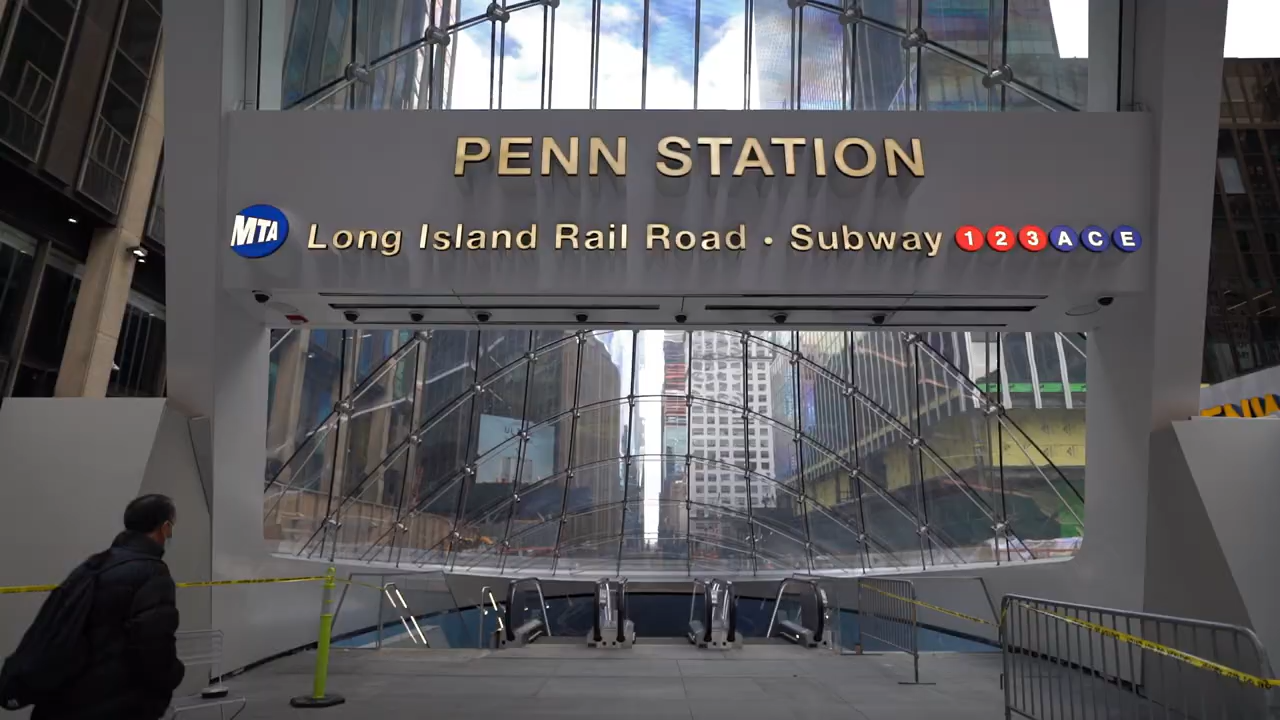 PENN STATION
MTA Long Island Rail Road • Subway 1 2 3 A C E